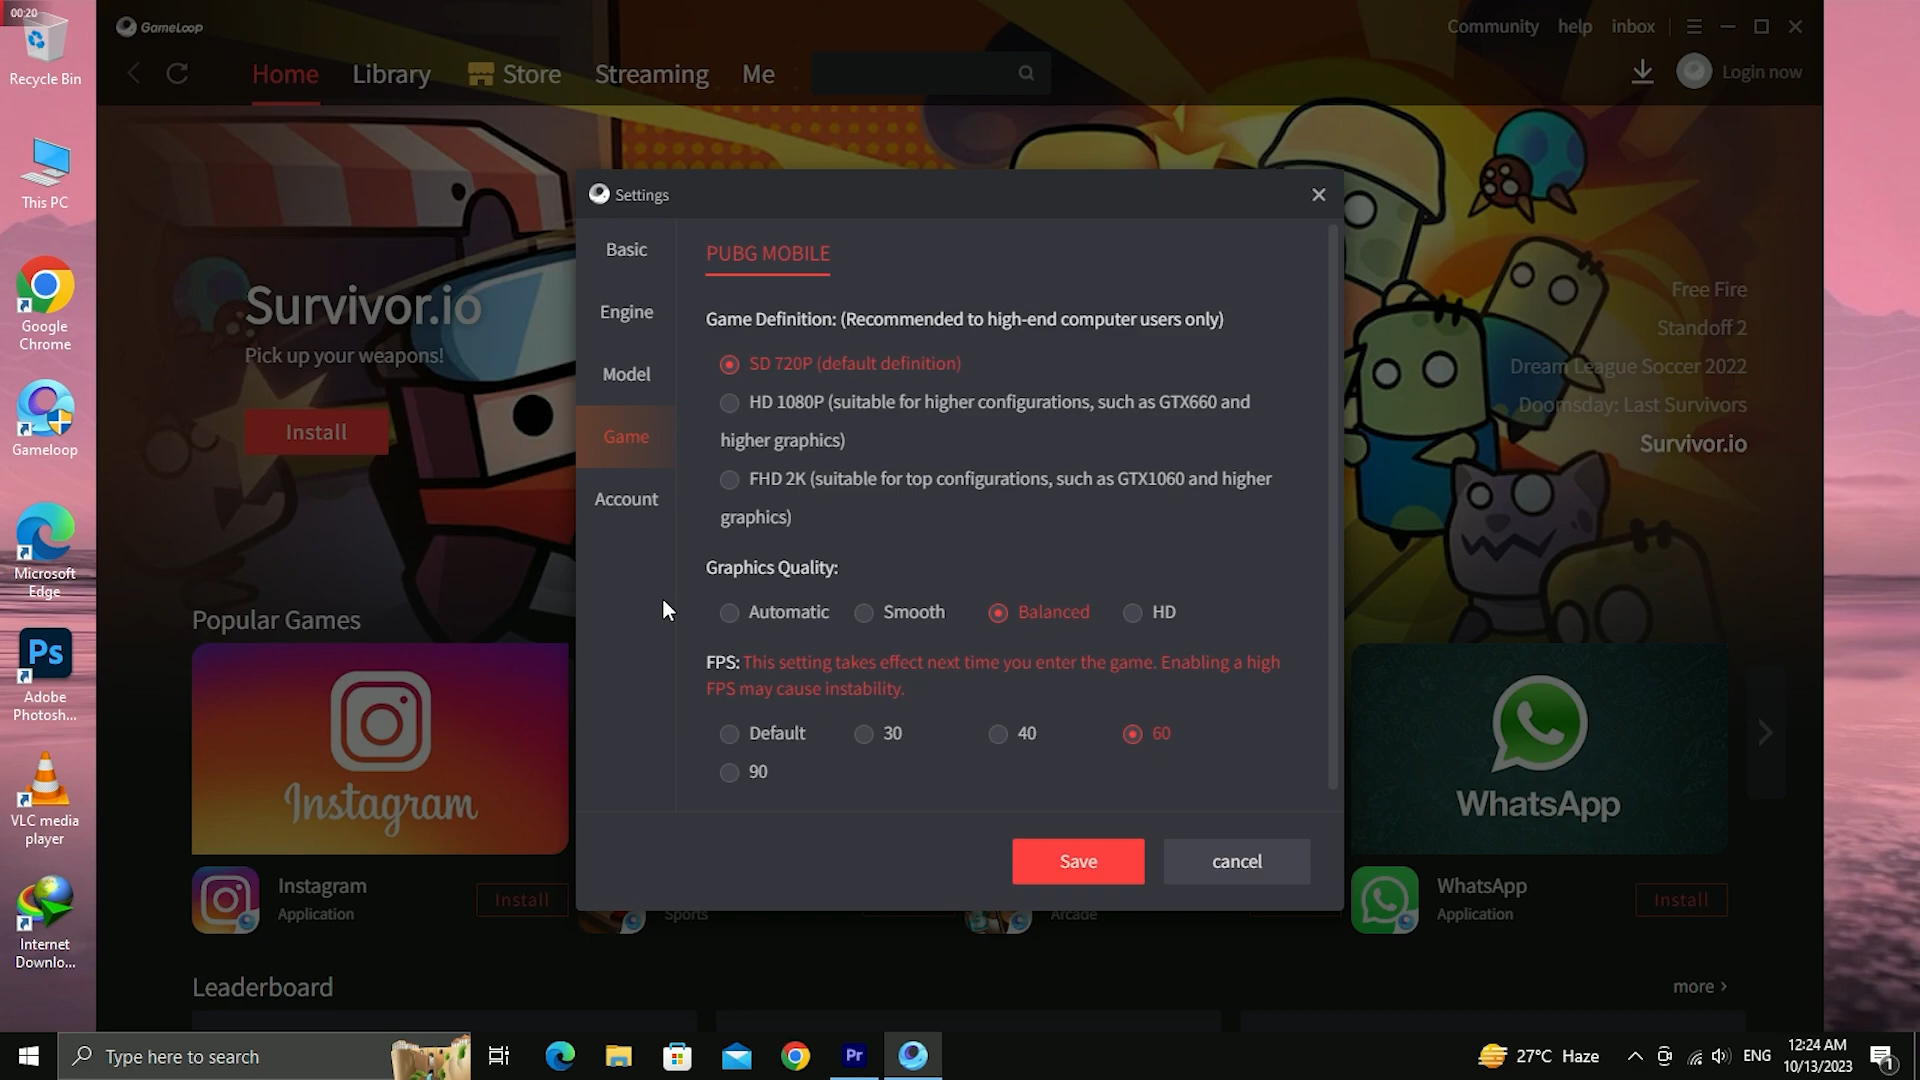 00:20
GameLoop
Community help inbox
Home Library Store Streaming Me
Login now
Recycle Bin
This PC
Google
Chrome
Gameloop
Microsoft
Edge
Ps
Adobe
Photosh...
VLC media
player
Internet
Downlo...
Survivor.io
Pick up your weapons!
Install
Free Fire
Standoff 2
Dream League Soccer 2022
Doomsday: Last Survivors
Survivor.io
Settings
Basic
Engine
Model
Game
Account
PUBG MOBILE
Game Definition: (Recommended to high-end computer users only)
SD 720P (default definition)
HD 1080P (suitable for higher configurations, such as GTX660 and
higher graphics)
FHD 2K (suitable for top configurations, such as GTX1060 and higher
graphics)
Graphics Quality:
Automatic Smooth Balanced HD
FPS: This setting takes effect next time you enter the game. Enabling a high
FPS may cause instability.
Default 30 40 60
90
Save cancel
Popular Games
Instagram
WhatsApp
Instagram
Application
Install
Sports
Arcade
WhatsApp
Application
Install
Leaderboard
more >
Type here to search
Pr
27°C Haze
ENG
12:24 AM
10/13/2023
1